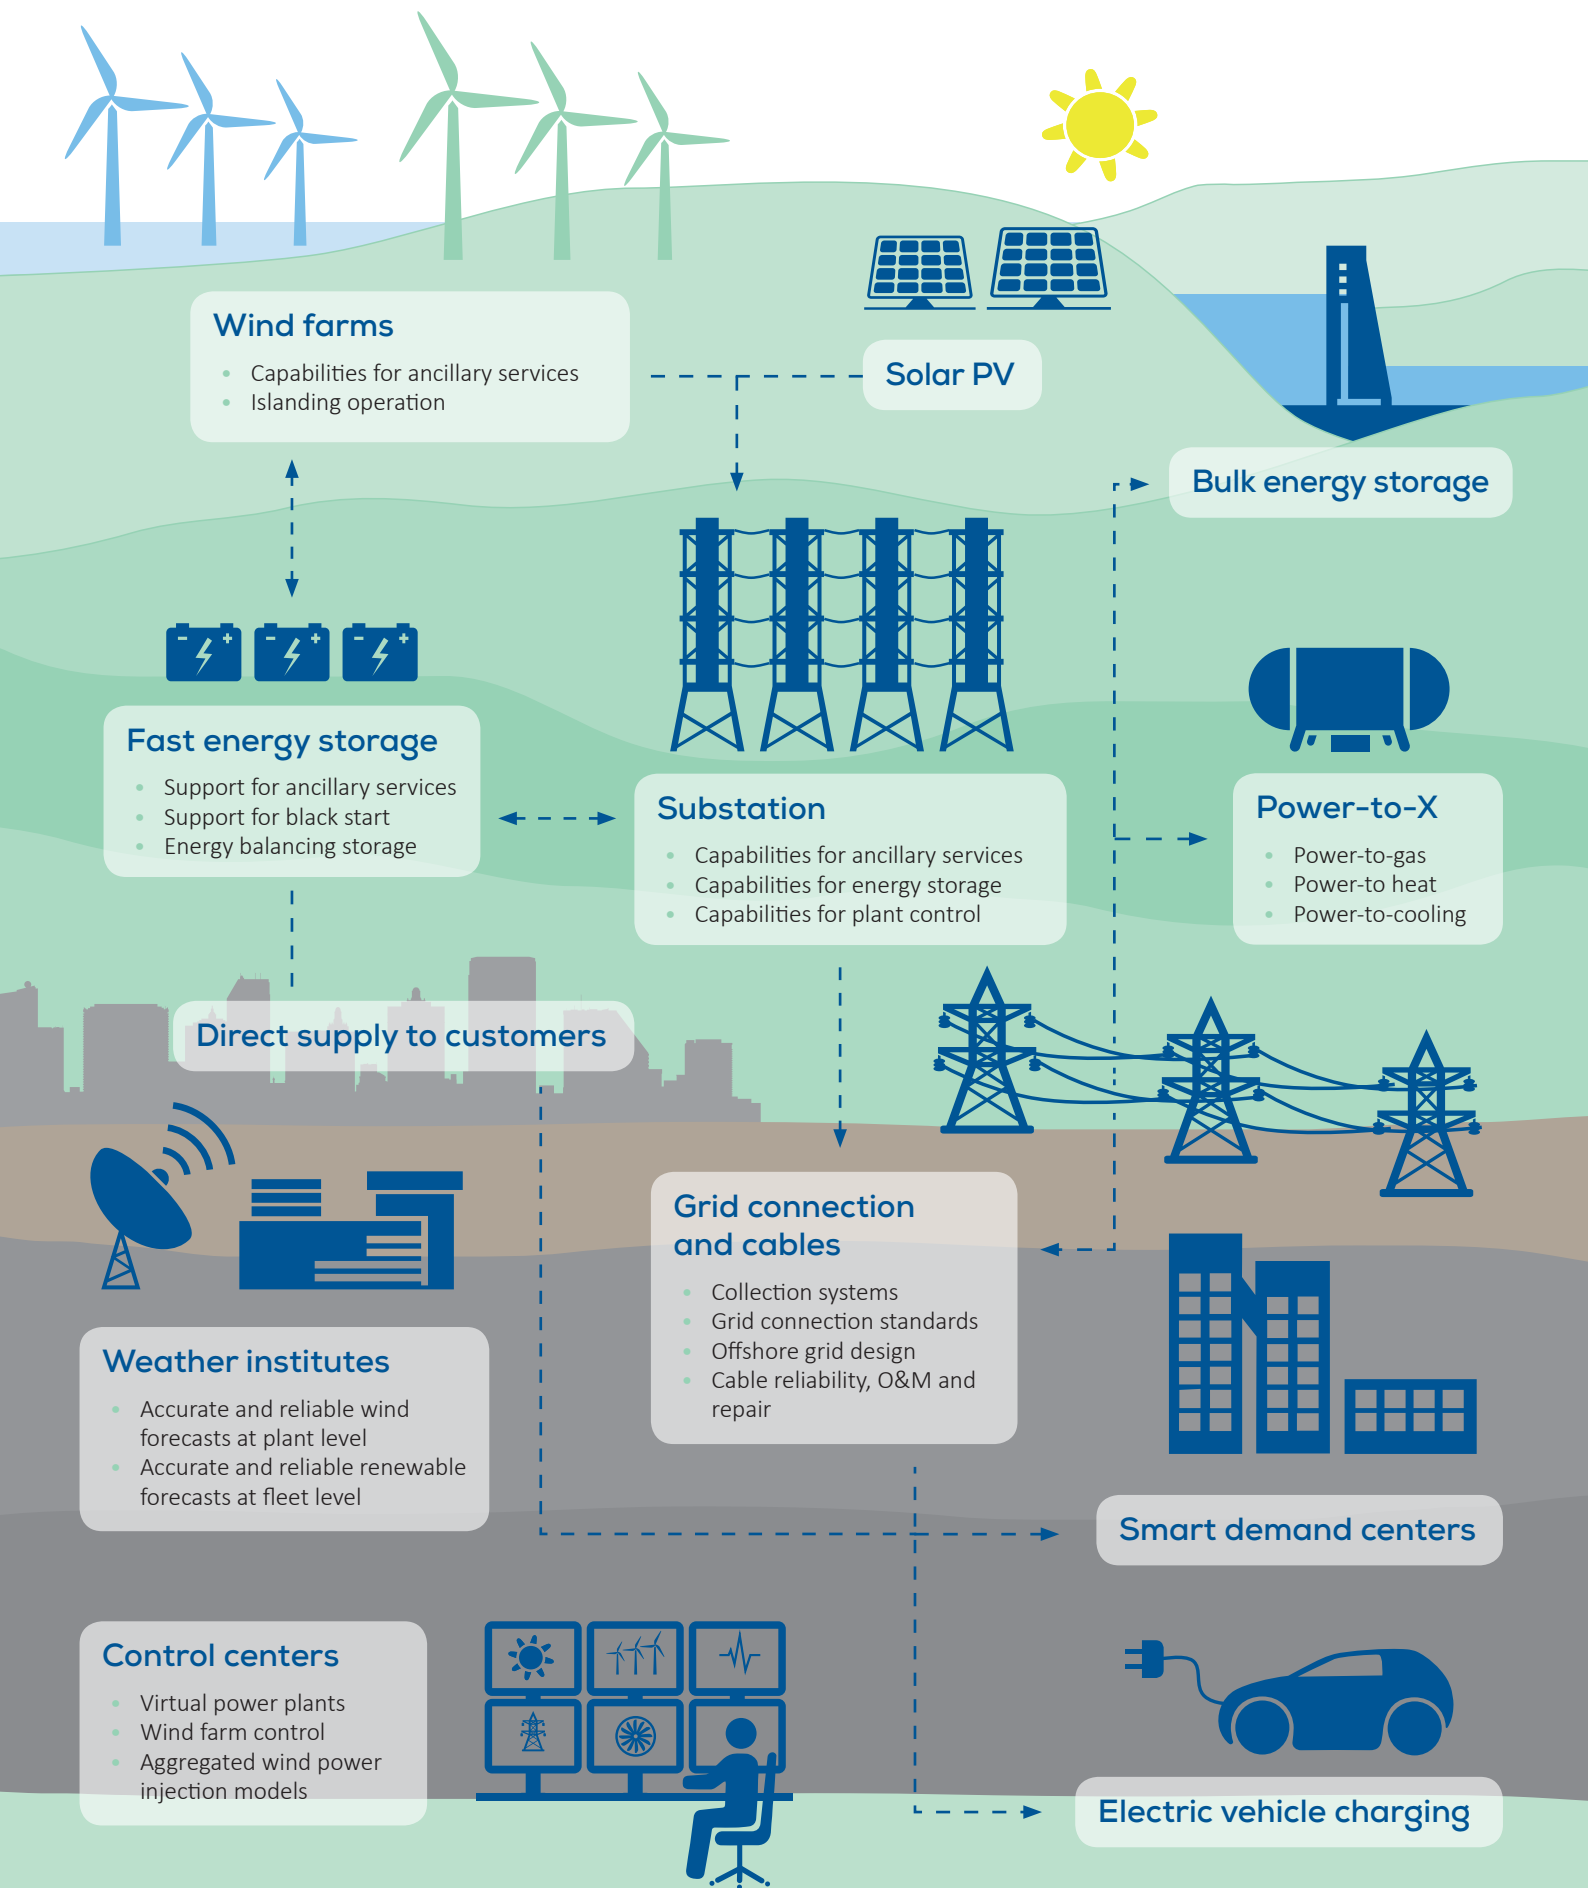 Wind farms
• Capabilities for ancillary services
• Islanding operation
Solar PV
Bulk energy storage
Fast energy storage
• Support for ancillary services
• Support for black start
• Energy balancing storage
Substation
• Capabilities for ancillary services
• Capabilities for energy storage
• Capabilities for plant control
Power-to-X
• Power-to-gas
• Power-to heat
• Power-to-cooling
Direct supply to customers
Grid connection
and cables
• Collection systems
• Grid connection standards
• Offshore grid design
• Cable reliability, O&M and
repair
Weather institutes
• Accurate and reliable wind
forecasts at plant level
• Accurate and reliable renewable
forecasts at fleet level
Smart demand centers
Control centers
• Virtual power plants
• Wind farm control
• Aggregated wind power
injection models
Electric vehicle charging